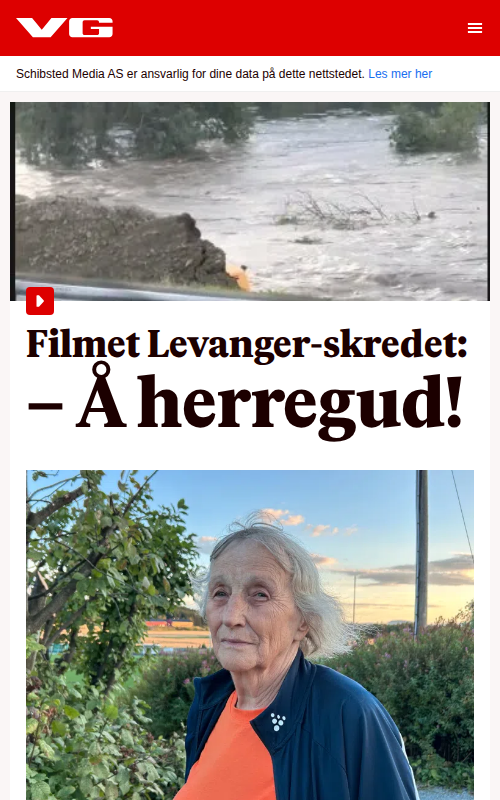 VG
Schibsted Media AS er ansvarlig for dine data på dette nettstedet. Les mer her
Filmet Levanger-skredet:
– Å herregud!